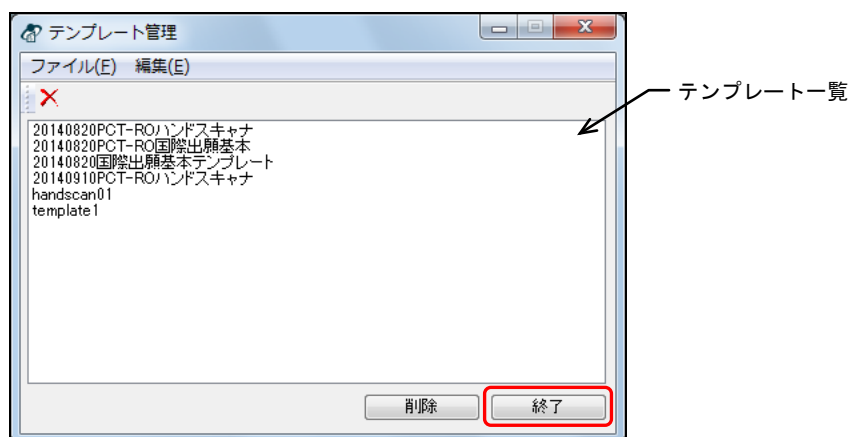 テンプレート管理
ファイル(F) 編集(E)
テンプレート一覧
20140820PCT-ROハンドスキャナ
20140820PCT-RO国際出願基本
20140820国際出願基本テンプレート
20140910PCT-ROハンドスキャナ
handscan01
template1
削除 終了